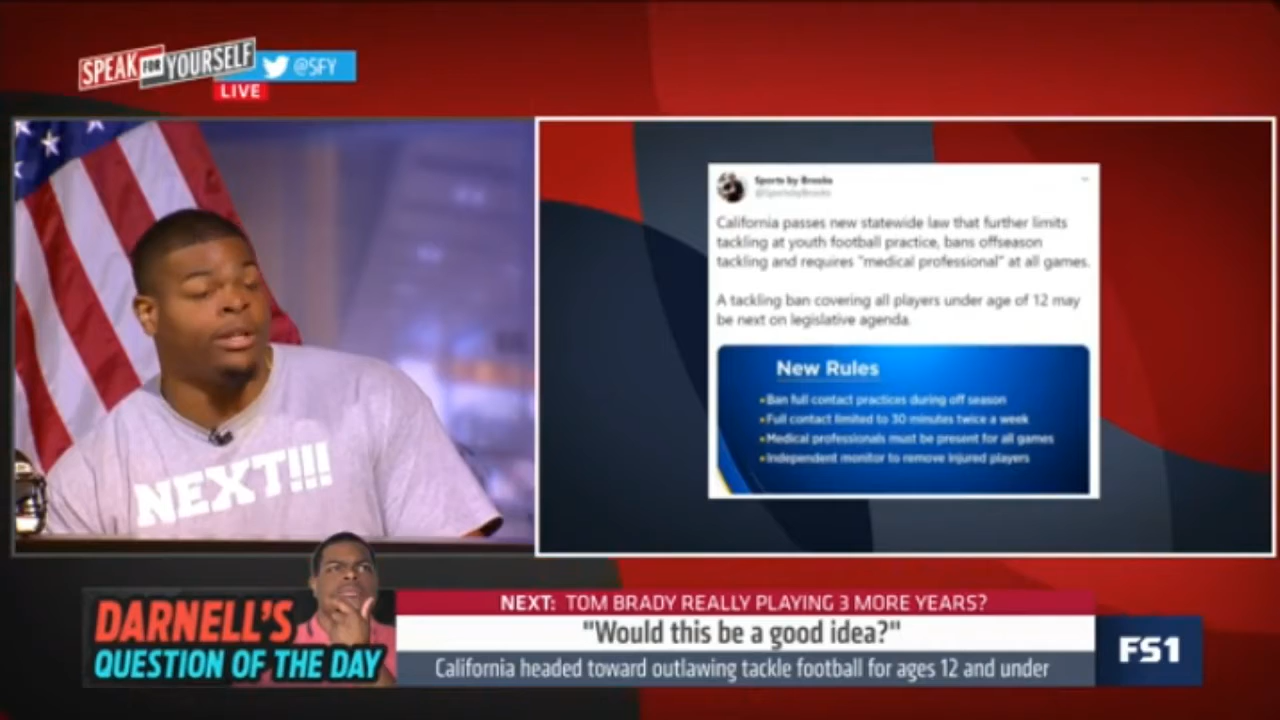 SPEAK FOR YOURSELF
@SFY
LIVE
Sports by Brooks
@SportsbyBrooks
California passes new statewide law that further limits
tackling at youth football practice, bans offseason
tackling and requires "medical professional" at all games.
A tackling ban covering all players under age of 12 may
be next on legislative agenda.
New Rules
•Ban full contact practices during off season
•Full contact limited to 30 minutes twice a week
•Medical professionals must be present for all games
•Independent monitor to remove injured players
NEXT!!!
DARNELL'S
QUESTION OF THE DAY
NEXT: TOM BRADY REALLY PLAYING 3 MORE YEARS?
"Would this be a good idea?"
California headed toward outlawing tackle football for ages 12 and under
FS1